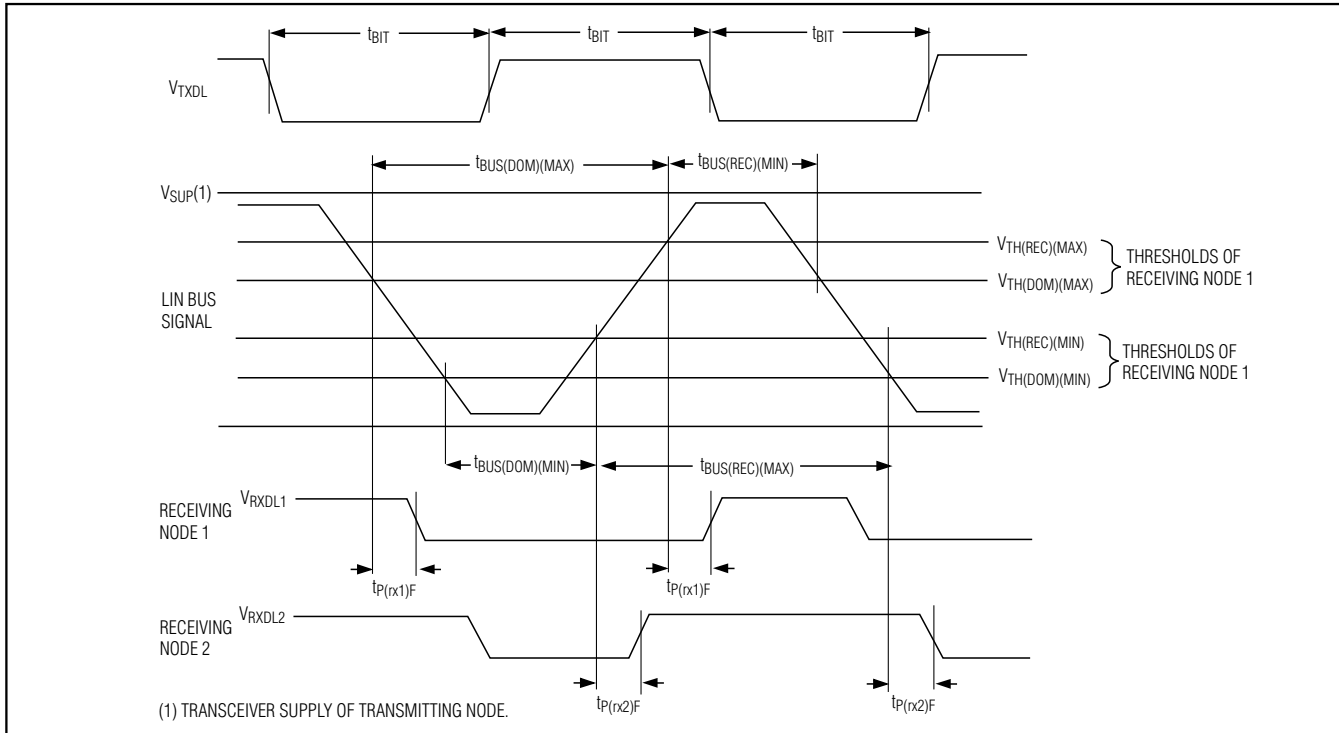 tBIT tBIT tBIT
VTXDL
tBUS(DOM)(MAX) tBUS(REC)(MIN)
VSUP(1)
VTH(REC)(MAX)
THRESHOLDS OF
RECEIVING NODE 1
VTH(DOM)(MAX)
LIN BUS
SIGNAL
VTH(REC)(MIN)
THRESHOLDS OF
RECEIVING NODE 1
VTH(DOM)(MIN)
tBUS(DOM)(MIN) tBUS(REC)(MAX)
VRXDL1
RECEIVING
NODE 1
tP(rx1)F tP(rx1)F
VRXDL2
RECEIVING
NODE 2
tP(rx2)F tP(rx2)F
(1) TRANSCEIVER SUPPLY OF TRANSMITTING NODE.